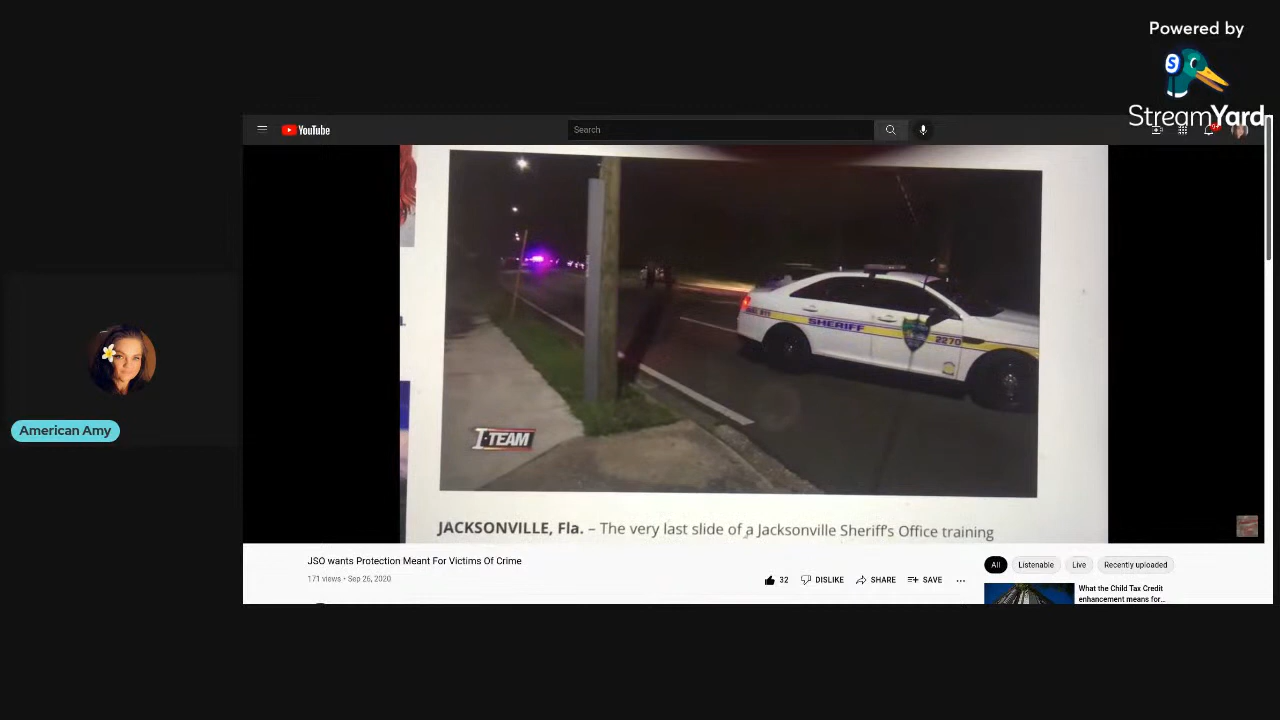 Powered by
StreamYard
YouTube
Search
SHERIFF
2270
I-TEAM
American Amy
JACKSONVILLE, Fla. – The very last slide of a Jacksonville Sheriff's Office training
JSO wants Protection Meant For Victims Of Crime
171 views • Sep 26, 2020
32
DISLIKE
SHARE
SAVE
All
Listenable
Live
Recently uploaded
What the Child Tax Credit
enhancement means for...